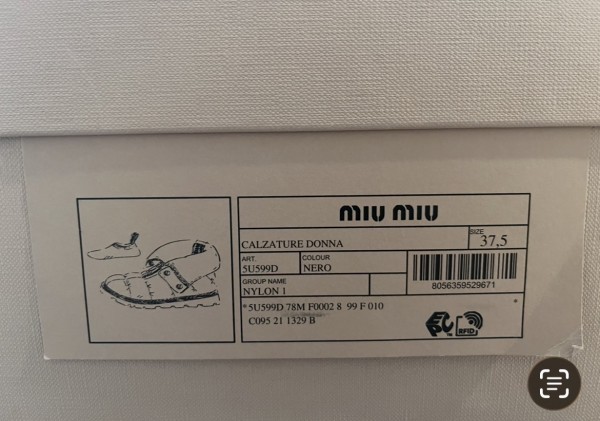 miu miu
CALZATURE DONNA
SIZE
37,5
ART.
5U599D
COLOUR
NERO
GROUP NAME
NYLON 1
8056359529671
*5U599D 78M F0002 8 99 F 010
*
C095 21 1329 B
EPC
RFID